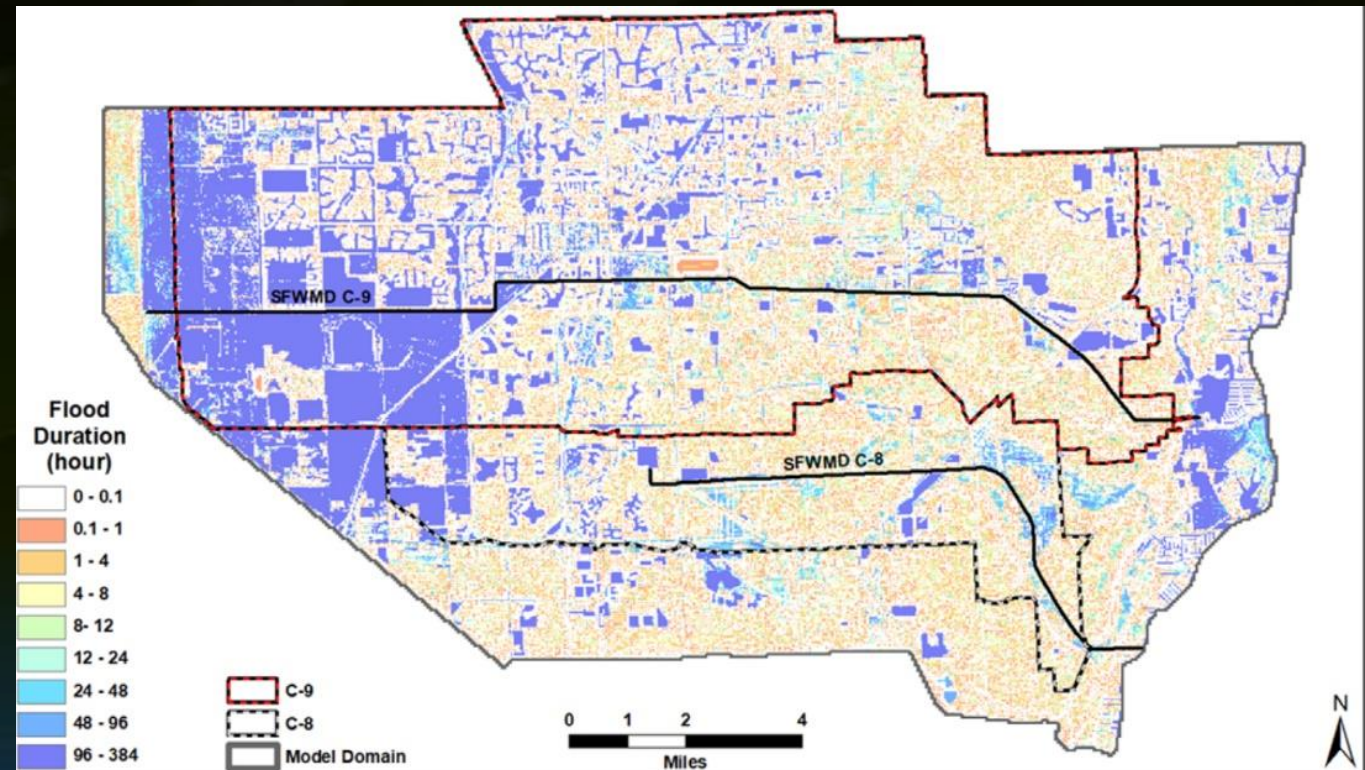 SFWMD C-9
SFWMD C-8
Flood
Duration
(hour)
0 - 0.1
0.1 - 1
1 - 4
4 - 8
8- 12
12 - 24
24 - 48
48 - 96
96 - 384
C-9
C-8
Model Domain
0 1 2 4
Miles
N